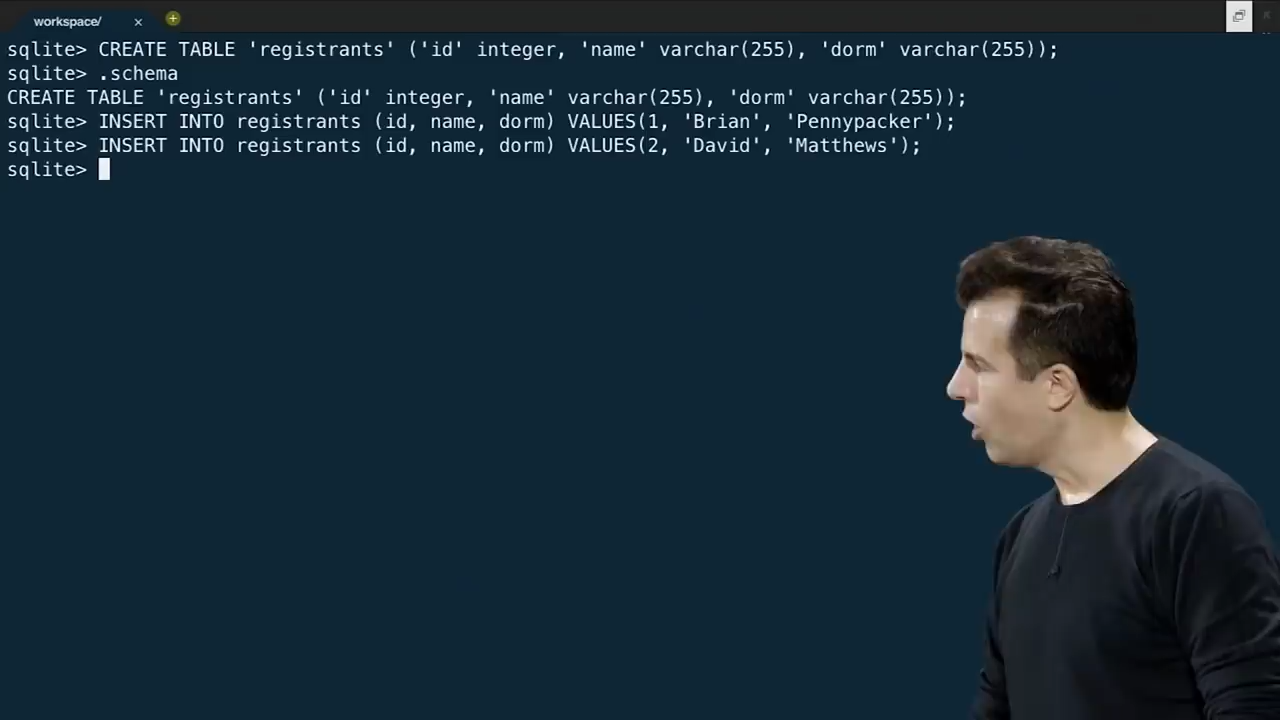 workspace/
sqlite> CREATE TABLE 'registrants' ('id' integer, 'name' varchar(255), 'dorm' varchar(255));
sqlite> .schema
CREATE TABLE 'registrants' ('id' integer, 'name' varchar(255), 'dorm' varchar(255));
sqlite> INSERT INTO registrants (id, name, dorm) VALUES(1, 'Brian', 'Pennypacker');
sqlite> INSERT INTO registrants (id, name, dorm) VALUES(2, 'David', 'Matthews');
sqlite>